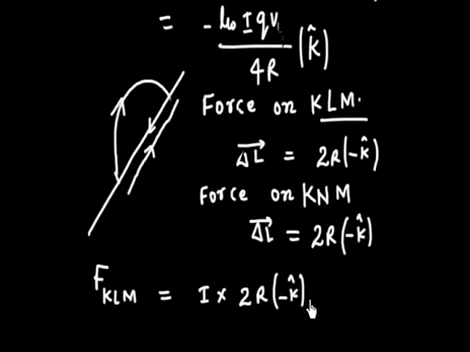 = -μ₀Iqv/4R (k̂)
Force on KLM.
ΔL⃗ = 2R(-k̂)
Force on KNM
ΔL⃗ = 2R(-k̂)
F_KLM = I × 2R(-k̂)